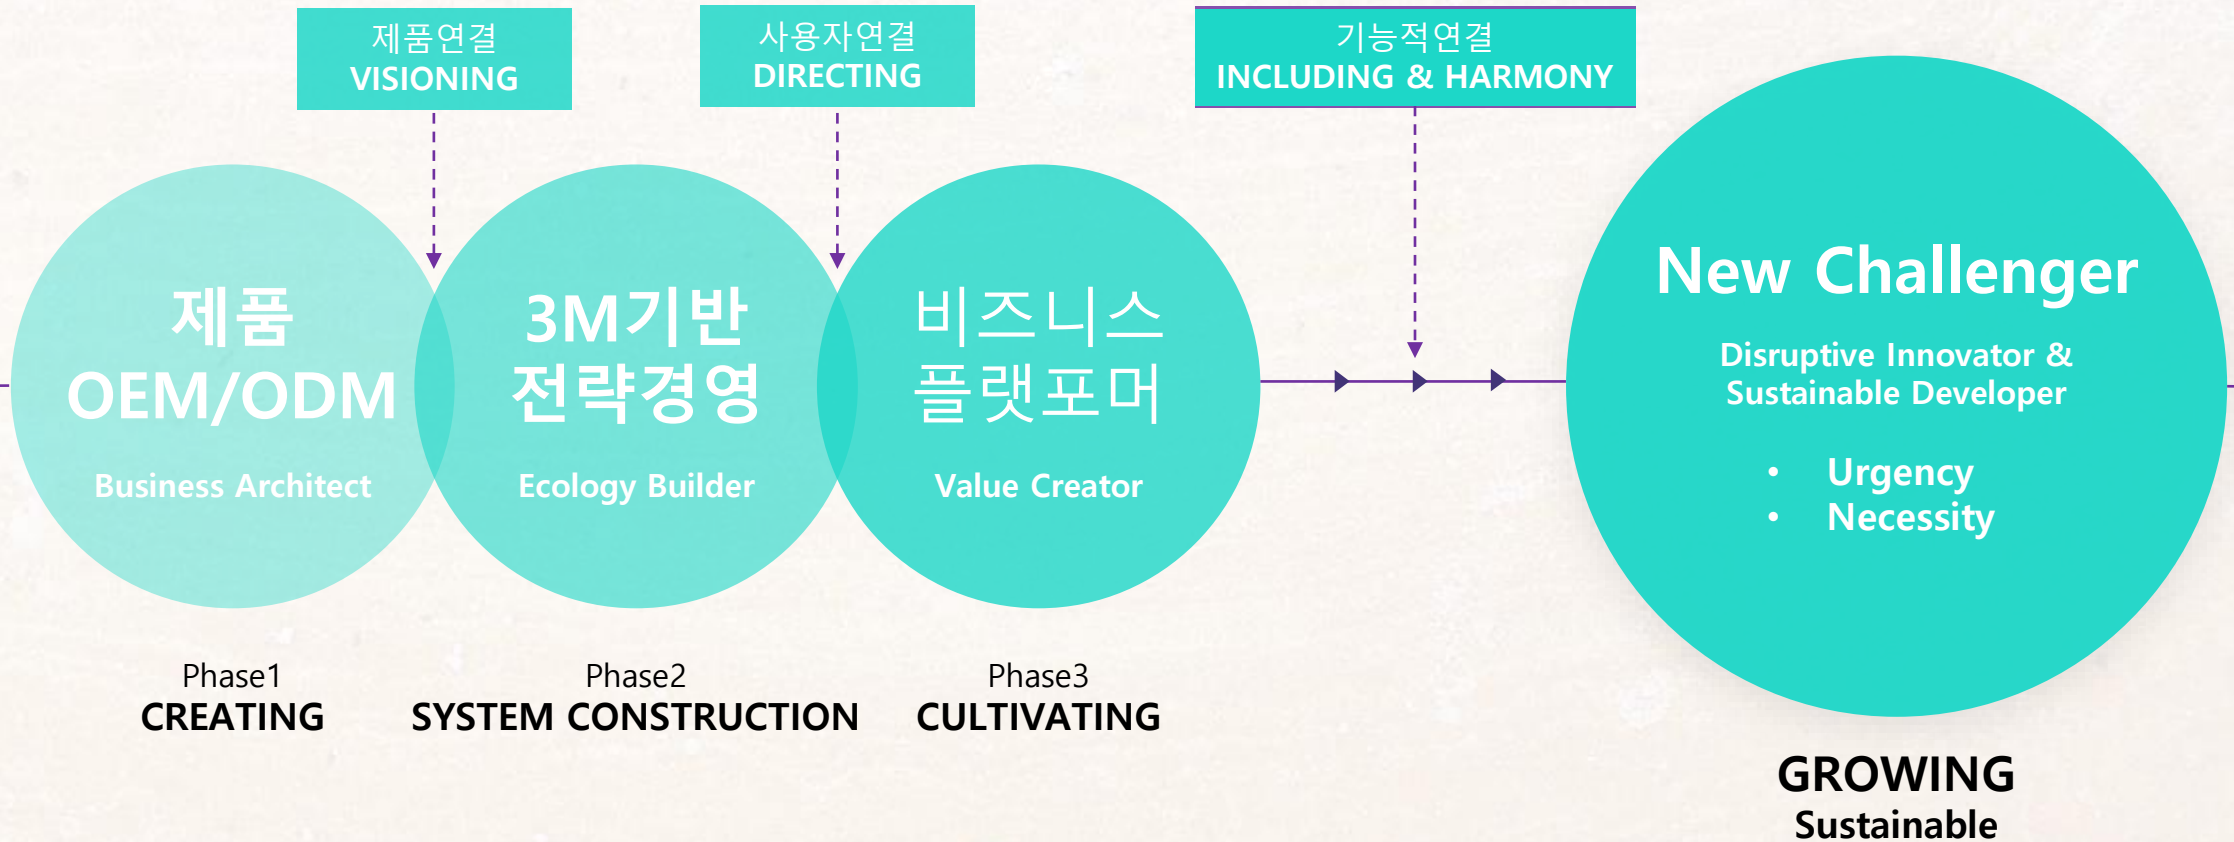 제품연결
VISIONING
사용자연결
DIRECTING
기능적연결
INCLUDING & HARMONY
제품
OEM/ODM
Business Architect
3M기반
전략경영
Ecology Builder
비즈니스
플랫포머
Value Creator
New Challenger
Disruptive Innovator &
Sustainable Developer
• Urgency
• Necessity
Phase1
CREATING
Phase2
SYSTEM CONSTRUCTION
Phase3
CULTIVATING
GROWING
Sustainable